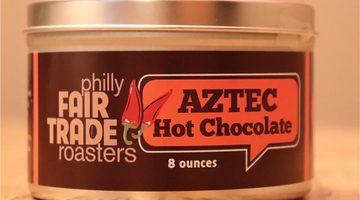 philly
FAIR
TRADE
roasters
AZTEC
Hot Chocolate
8 ounces